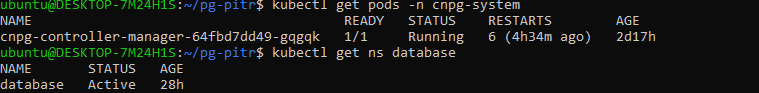 ubuntu@DESKTOP-7M24H1S:~/pg-pitr$ kubectl get pods -n cnpg-system
NAME                                       READY   STATUS    RESTARTS        AGE
cnpg-controller-manager-64fbd7dd49-gqgqk   1/1     Running   6 (4h34m ago)   2d17h
ubuntu@DESKTOP-7M24H1S:~/pg-pitr$ kubectl get ns database
NAME       STATUS   AGE
database   Active   28h